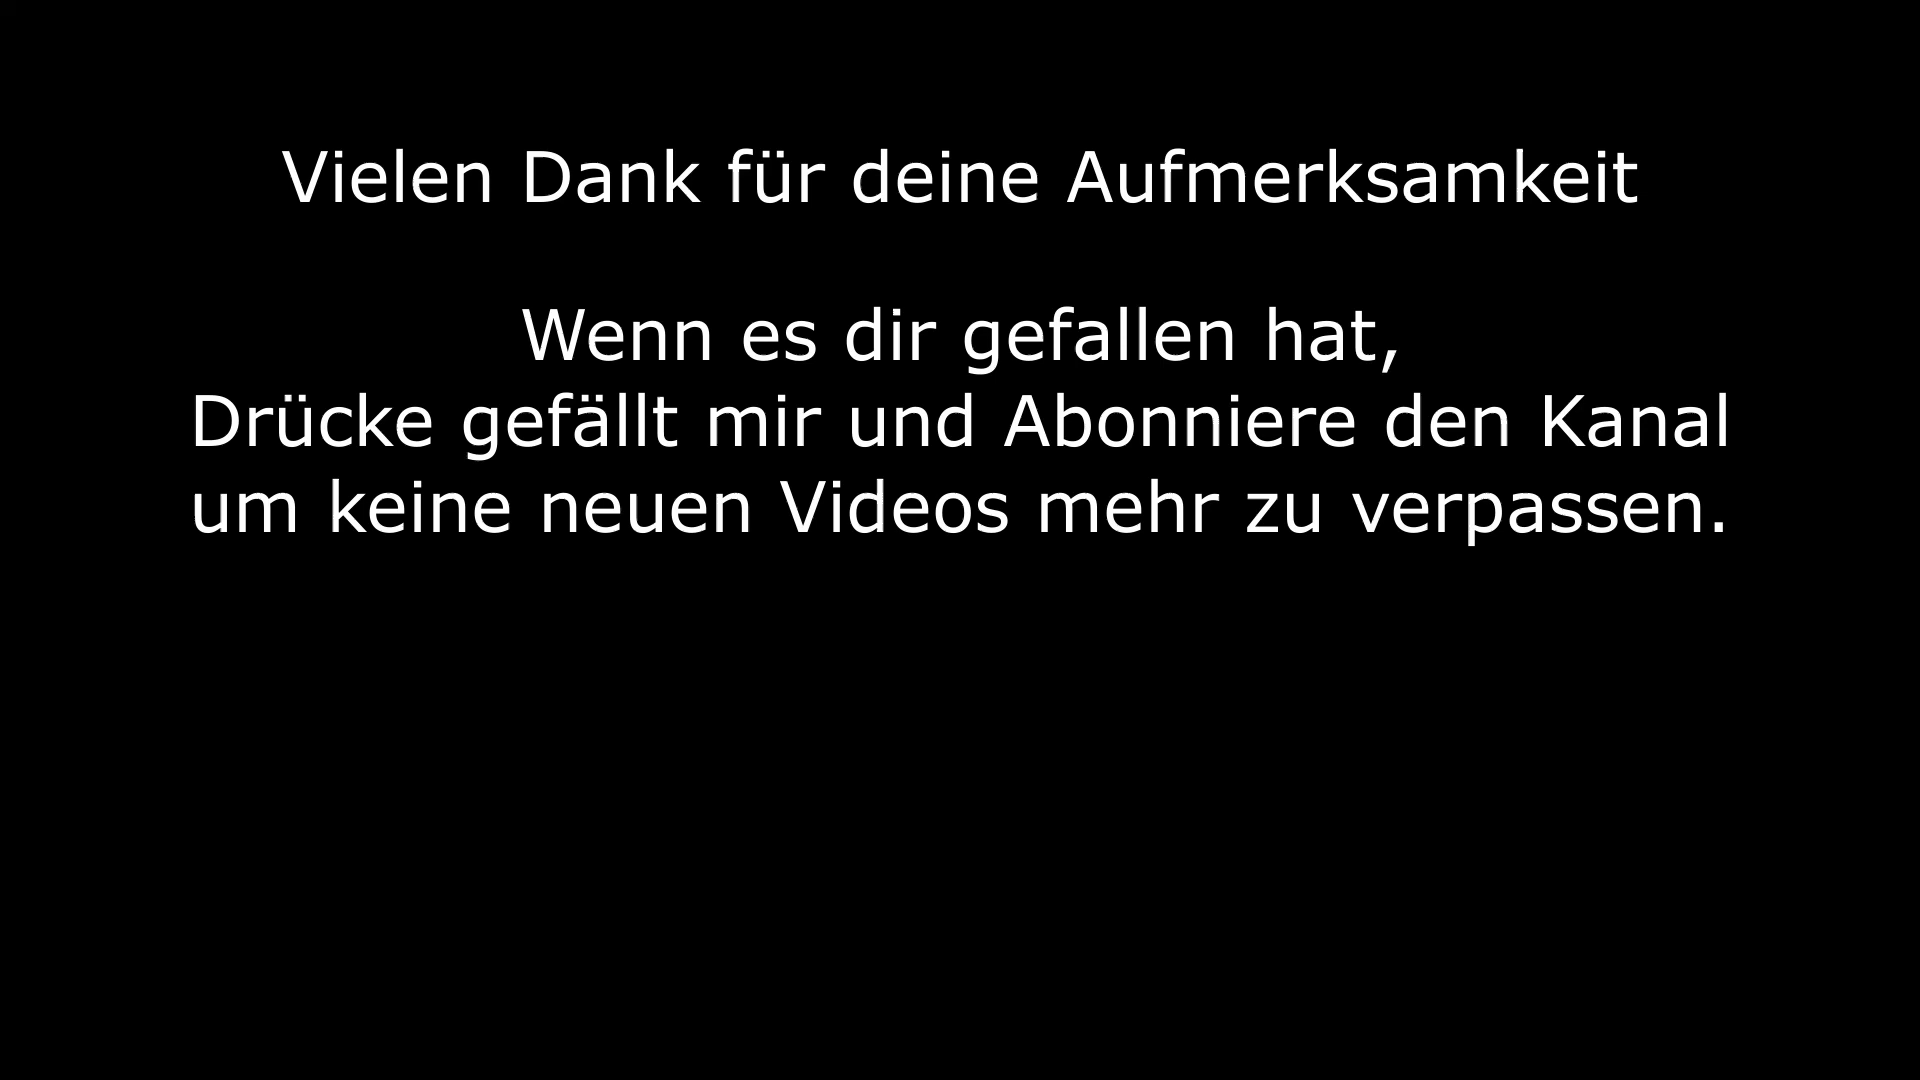 Vielen Dank für deine Aufmerksamkeit
Wenn es dir gefallen hat,
Drücke gefällt mir und Abonniere den Kanal
um keine neuen Videos mehr zu verpassen.